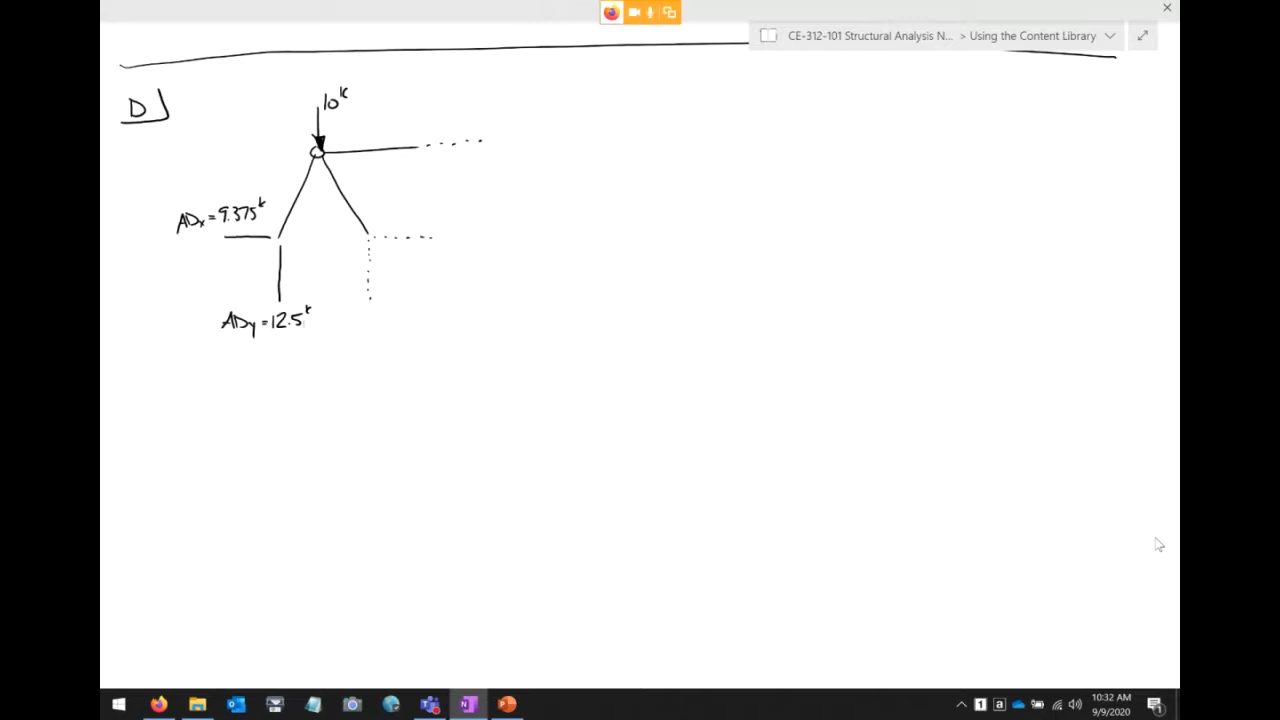 CE-312-101 Structural Analysis N... > Using the Content Library
D
10k
ADx = 9.375k
ADy = 12.5k
10:32 AM
9/9/2020